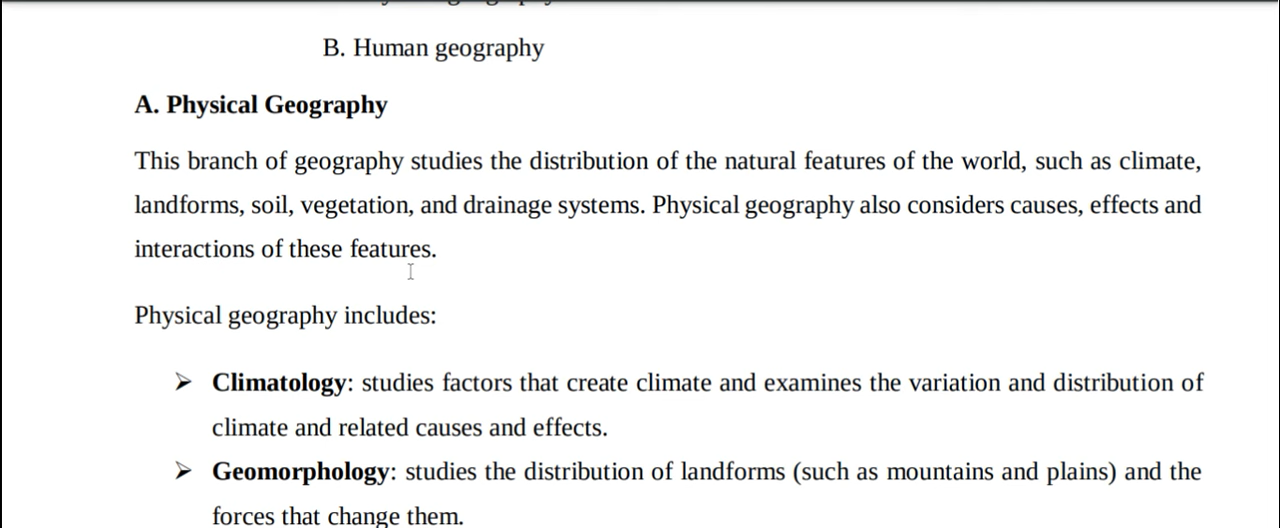 B. Human geography
A. Physical Geography
This branch of geography studies the distribution of the natural features of the world, such as climate,
landforms, soil, vegetation, and drainage systems. Physical geography also considers causes, effects and
interactions of these features.
Physical geography includes:
➢ Climatology: studies factors that create climate and examines the variation and distribution of
climate and related causes and effects.
➢ Geomorphology: studies the distribution of landforms (such as mountains and plains) and the
forces that change them.